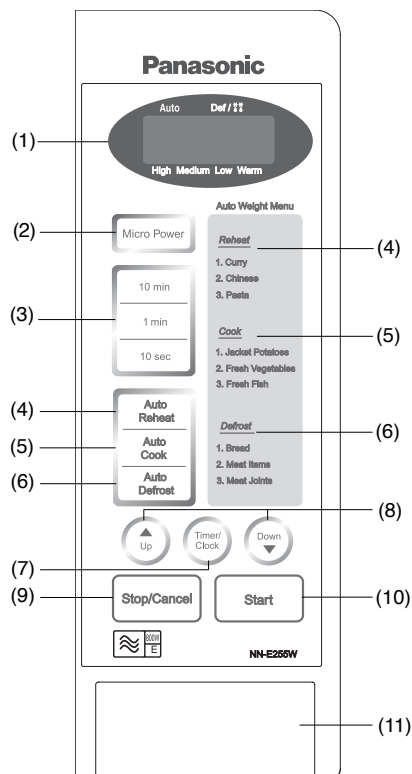 Panasonic
Auto Def /
(1)
High Medium Low Warm
Auto Weight Menu
(2)
Micro Power
Reheat
(4)
1. Curry
2. Chinese
3. Pasta
(3)
10 min
1 min
10 sec
Cook
(5)
1. Jacket Potatoes
2. Fresh Vegetables
3. Fresh Fish
(4)
Auto
Reheat
(5)
Auto
Cook
(6)
Auto
Defrost
Defrost
(6)
1. Bread
2. Meat Items
3. Meat Joints
(8)
Up
Timer/
Clock
Down
(7)
(9)
Stop/Cancel
Start
(10)
800W
E
NN-E255W
(11)